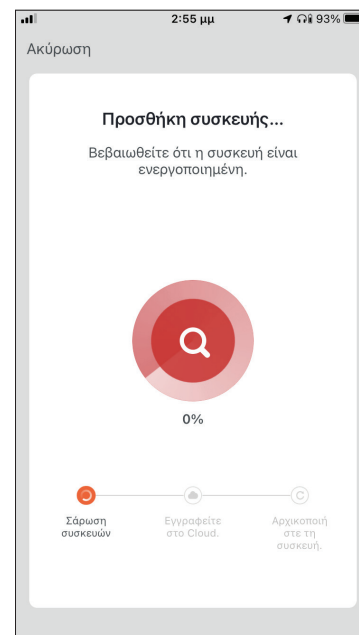 2:55 μμ 93%
Ακύρωση
Προσθήκη συσκευής...
Βεβαιωθείτε ότι η συσκευή είναι
ενεργοποιημένη.
0%
Σάρωση
συσκευών
Εγγραφείτε
στο Cloud.
Αρχικοποιή
στε τη
συσκευή.